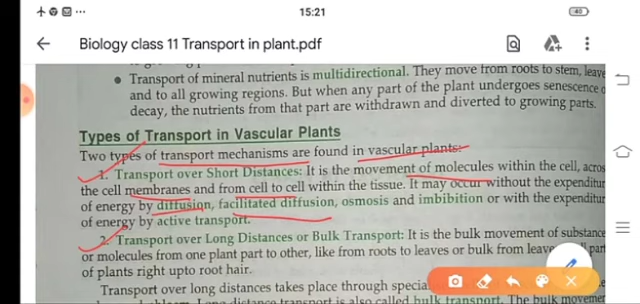 15:21
40
Biology class 11 Transport in plant.pdf
• Transport of mineral nutrients is multidirectional. They move from roots to stem, leave
and to all growing regions. But when any part of the plant undergoes senescence o
decay, the nutrients from that part are withdrawn and diverted to growing parts.
Types of Transport in Vascular Plants
Two types of transport mechanisms are found in vascular plants:
1. Transport over Short Distances: It is the movement of molecules within the cell, acros
the cell membranes and from cell to cell within the tissue. It may occur without the expenditur
of energy by diffusion, facilitated diffusion, osmosis and imbibition or with the expenditur
of energy by active transport.
2. Transport over Long Distances or Bulk Transport: It is the bulk movement of substance
or molecules from one plant part to other, like from roots to leaves or bulk from leave part
of plants right upto root hair.
Transport over long distances takes place through specia
Long distance transport is also called bulk transport. The bulk movemen